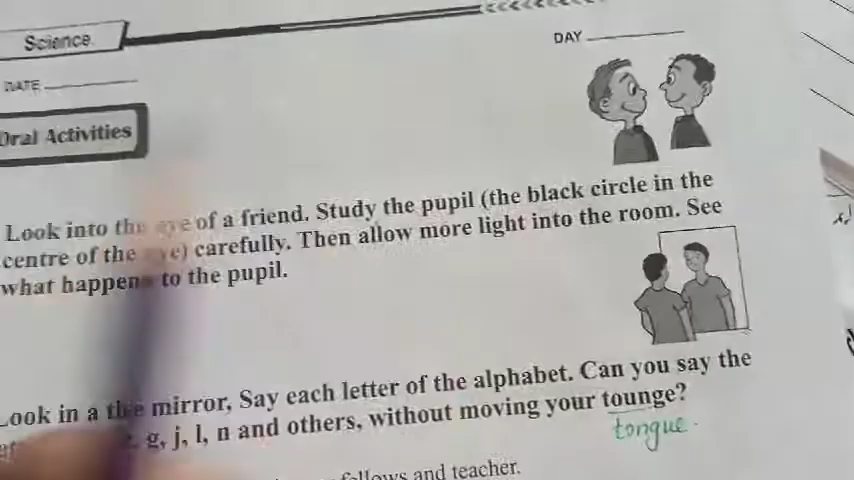 Science
DAY
DATE
Oral Activities
Look into the eye of a friend. Study the pupil (the black circle in the
centre of the eye) carefully. Then allow more light into the room. See
what happens to the pupil.
Look in a the mirror, Say each letter of the alphabet. Can you say the
g, j, l, n and others, without moving your tounge?
tongue.
fellows and teacher.